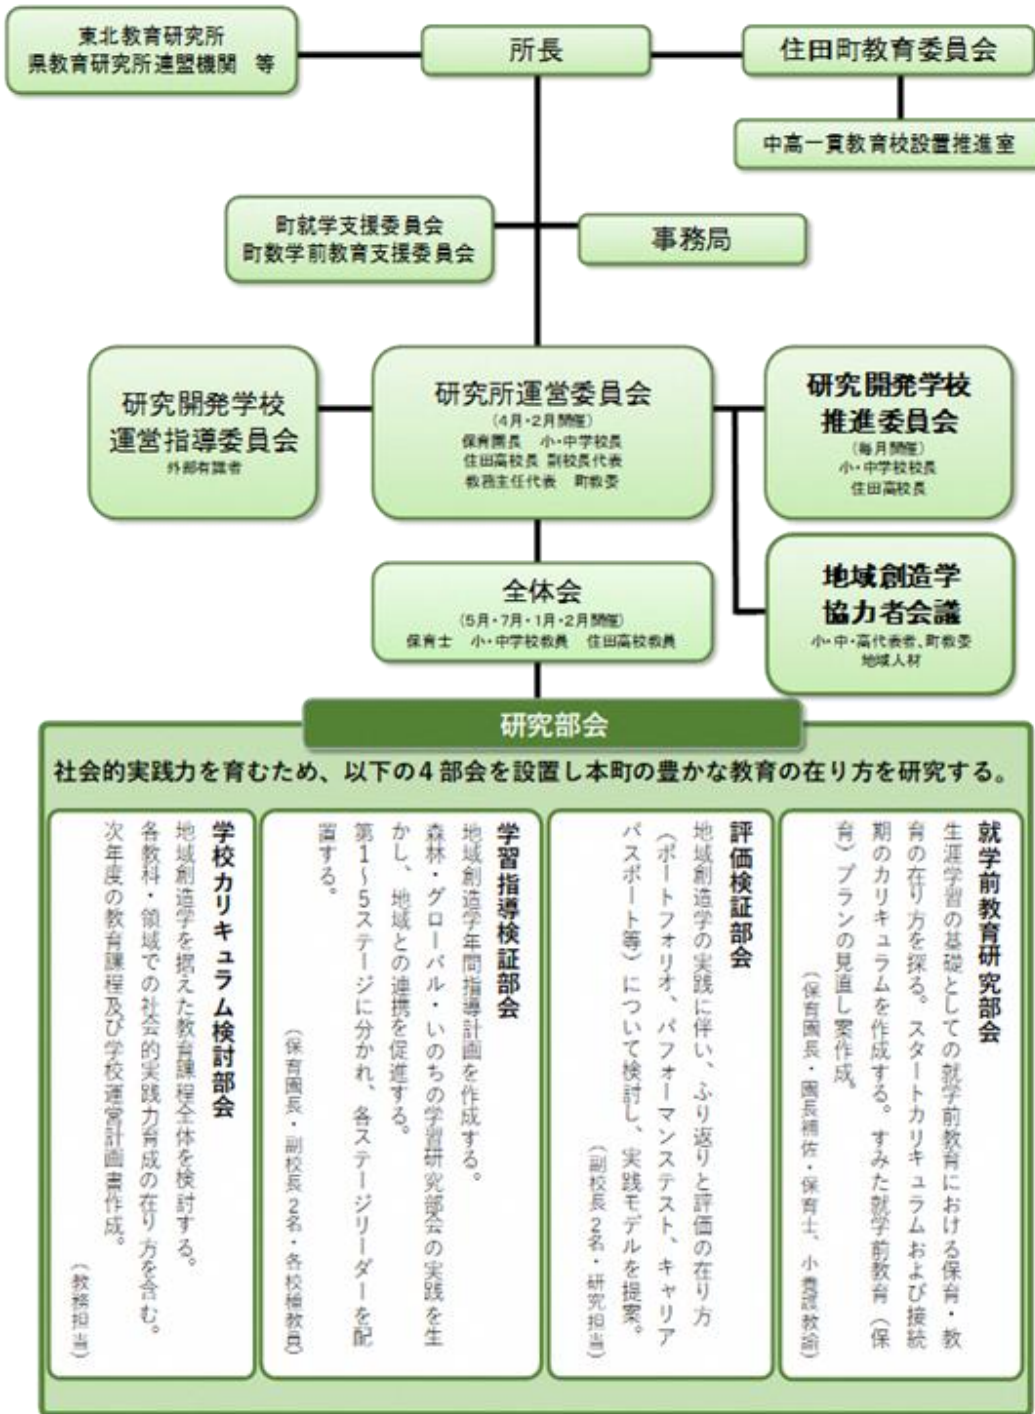 東北教育研究所
県教育研究所連盟機関　等
所長
住田町教育委員会
中高一貫教育校設置推進室
町就学支援委員会
町数学前教育支援委員会
事務局
研究開発学校
運営指導委員会
外部有識者
研究所運営委員会
(4月・2月開催)
保育園長　小・中学校長
住田高校長 副校長代表
教務主任代表　町教委
研究開発学校
推進委員会
(毎月開催)
小・中学校校長
住田高校長
全体会
(5月・7月・1月・2月開催)
保育士　小・中学校教員　住田高校教員
地域創造学
協力者会議
小・中・高代表者、町教委
地域人材
研究部会
社会的実践力を育むため、以下の4部会を設置し本町の豊かな教育の在り方を研究する。
就学前教育研究部会
生涯学習の基礎としての就学前教育における保育・教
育の在り方を探る。スタートカリキュラムおよび接続
期のカリキュラムを作成する。すみた就学前教育（保
育）プランの見直し案作成。
（保育園長・園長補佐・保育士、小養護教諭）
評価検証部会
地域創造学の実践に伴い、ふり返りと評価の在り方
（ポートフォリオ、パフォーマンステスト、キャリア
パスポート等）について検討し、実践モデルを提案。
（副校長2名・研究担当）
学習指導検証部会
地域創造学年間指導計画を作成する。
森林・グローバル・いのちの学習研究部会の実践を生
かし、地域との連携を促進する。
第1～5ステージに分かれ、各ステージリーダーを配
置する。
（保育園長・副校長2名・各校種教員）
学校カリキュラム検討部会
地域創造学を据えた教育課程全体を検討する。
各教科・領域での社会的実践力育成の在り方を含む。
次年度の教育課程及び学校運営計画書作成。
（教務担当）